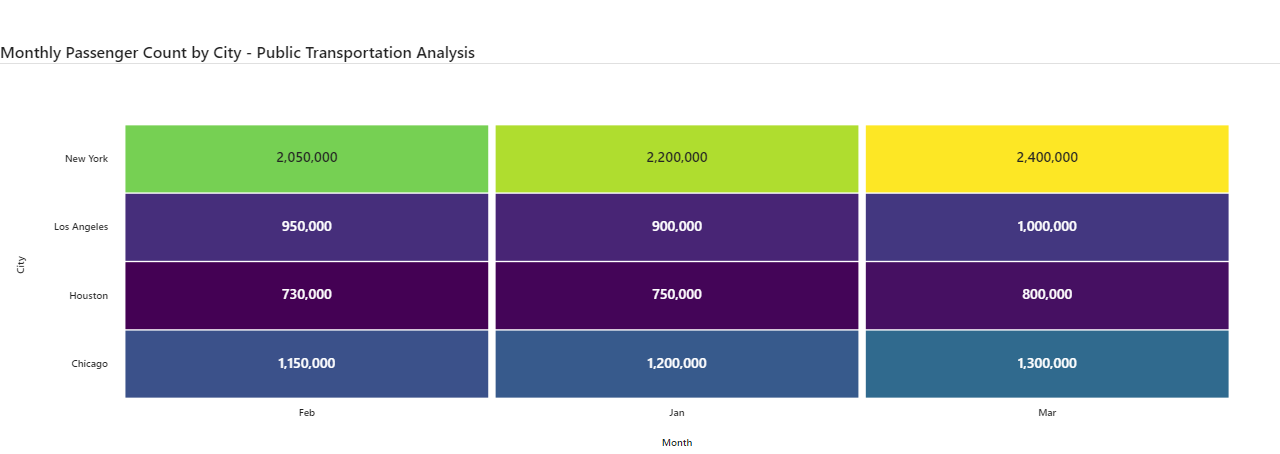 Monthly Passenger Count by City - Public Transportation Analysis
New York 2,050,000 2,200,000 2,400,000
Los Angeles 950,000 900,000 1,000,000
City
Houston 730,000 750,000 800,000
Chicago 1,150,000 1,200,000 1,300,000
Feb Jan Mar
Month